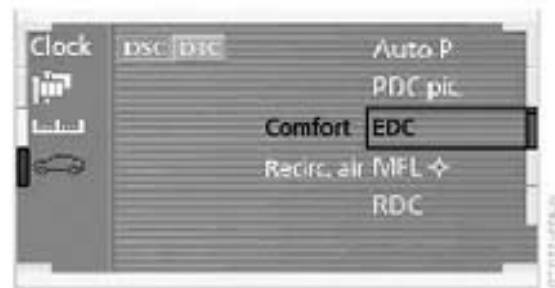 Clock DSC DTC Auto P
PDC pic.
Comfort EDC
Recirc. air MFL
RDC